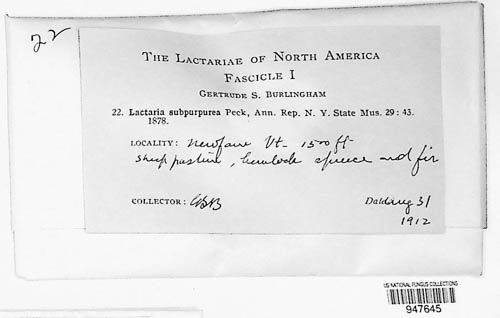 22
THE LACTARIAE OF NORTH AMERICA
FASCICLE I
GERTRUDE S. BURLINGHAM
22. Lactaria subpurpurea Peck, Ann. Rep. N. Y. State Mus. 29: 43.
1878.
LOCALITY: Newfane Vt- 1500 ft
sheep pasture, hemlock spruce and fir
COLLECTOR: GSB
Date Aug 31
1912
US NATIONAL FUNGUS COLLECTIONS
947645